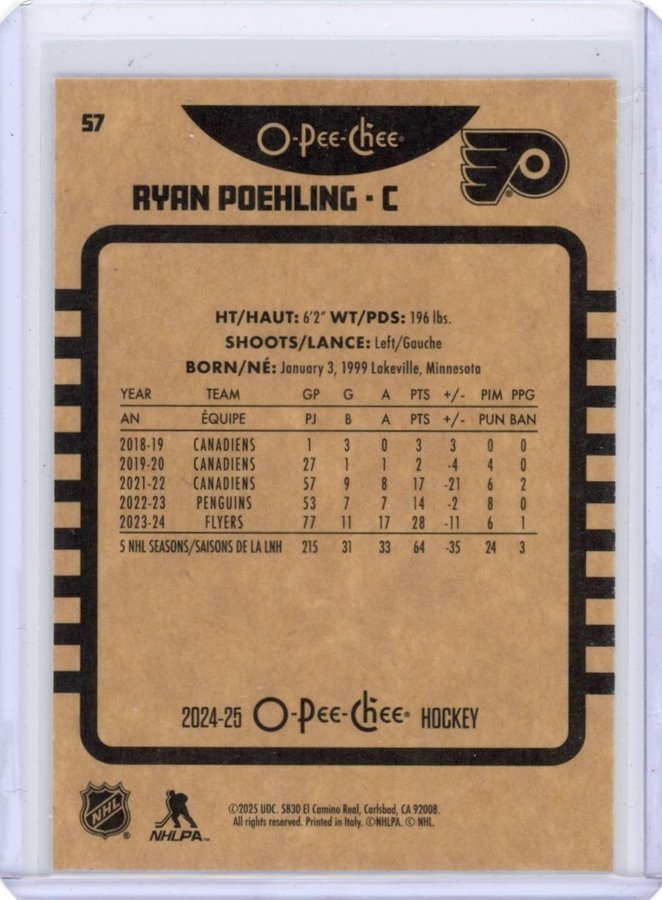 57
O-Pee-Chee
RYAN POEHLING · C
HT/HAUT: 6'2" WT/PDS: 196 lbs.
SHOOTS/LANCE: Left/Gauche
BORN/NÉ: January 3, 1999 Lakeville, Minnesota
YEAR TEAM GP G A PTS +/- PIM PPG
AN ÉQUIPE PJ B A PTS +/- PUN BAN
2018-19 CANADIENS 1 3 0 3 3 0 0
2019-20 CANADIENS 27 1 1 2 -4 4 0
2021-22 CANADIENS 57 9 8 17 -21 6 2
2022-23 PENGUINS 53 7 7 14 -2 8 0
2023-24 FLYERS 77 11 17 28 -11 6 1
5 NHL SEASONS/SAISONS DE LA LNH 215 31 33 64 -35 24 3
2024-25 O-Pee-Chee® HOCKEY
NHL ®
NHLPA™
©2025 UDC. 5830 El Camino Real, Carlsbad, CA 92008.
All rights reserved. Printed in Italy. ©NHLPA. © NHL.